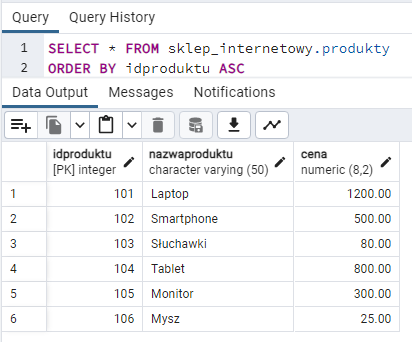 Query Query History
1 SELECT * FROM sklep_internetowy.produkty
2 ORDER BY idproduktu ASC
Data Output Messages Notifications
idproduktu nazwaproduktu cena
[PK] integer character varying (50) numeric (8,2)
1 101 Laptop 1200.00
2 102 Smartphone 500.00
3 103 Słuchawki 80.00
4 104 Tablet 800.00
5 105 Monitor 300.00
6 106 Mysz 25.00